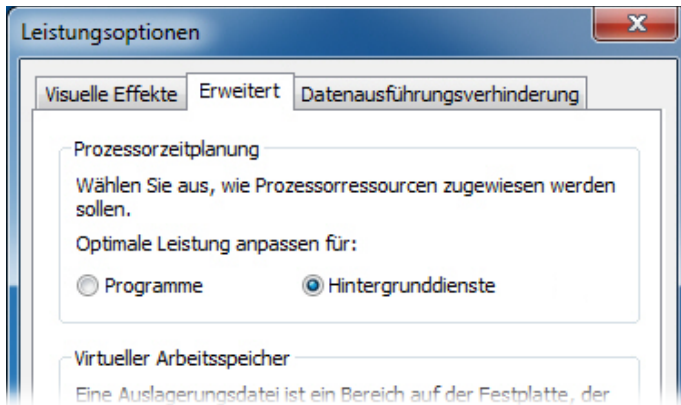 Leistungsoptionen
Visuelle Effekte
Erweitert
Datenausführungsverhinderung
Prozessorzeitplanung
Wählen Sie aus, wie Prozessorressourcen zugewiesen werden
sollen.
Optimale Leistung anpassen für:
Programme
Hintergrunddienste
Virtueller Arbeitsspeicher
Eine Auslagerungsdatei ist ein Bereich auf der Festplatte, der